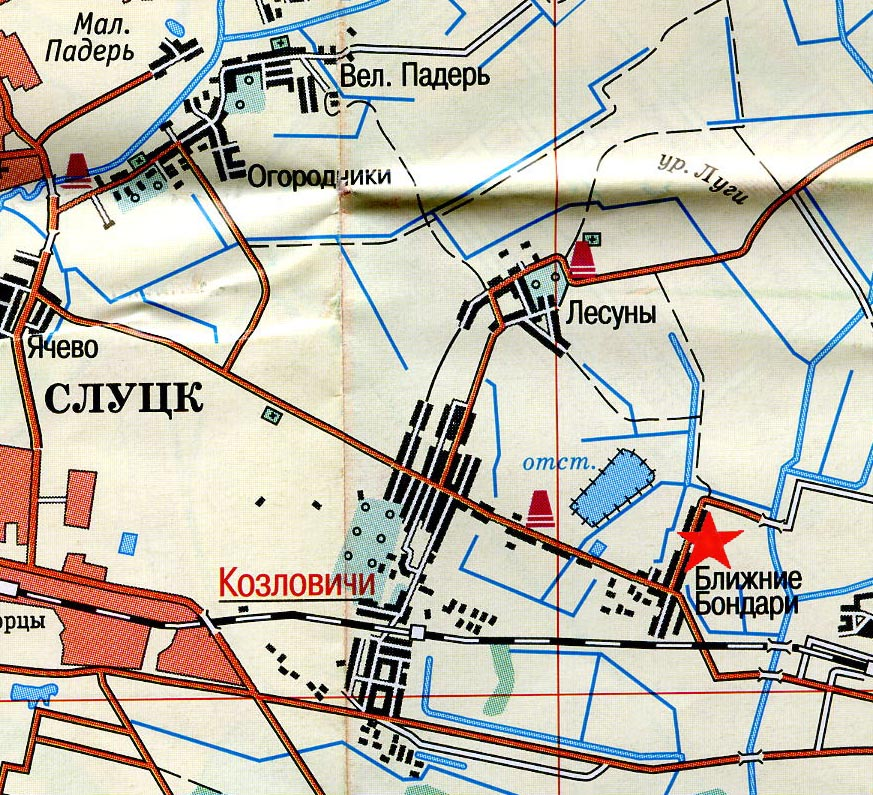 Мал.
Падерь
Вел. Падерь
Огородники
ур. Луги
Лесуны
Ячево
СЛУЦК
отст.
Козловичи
Ближние
Бондари
орцы